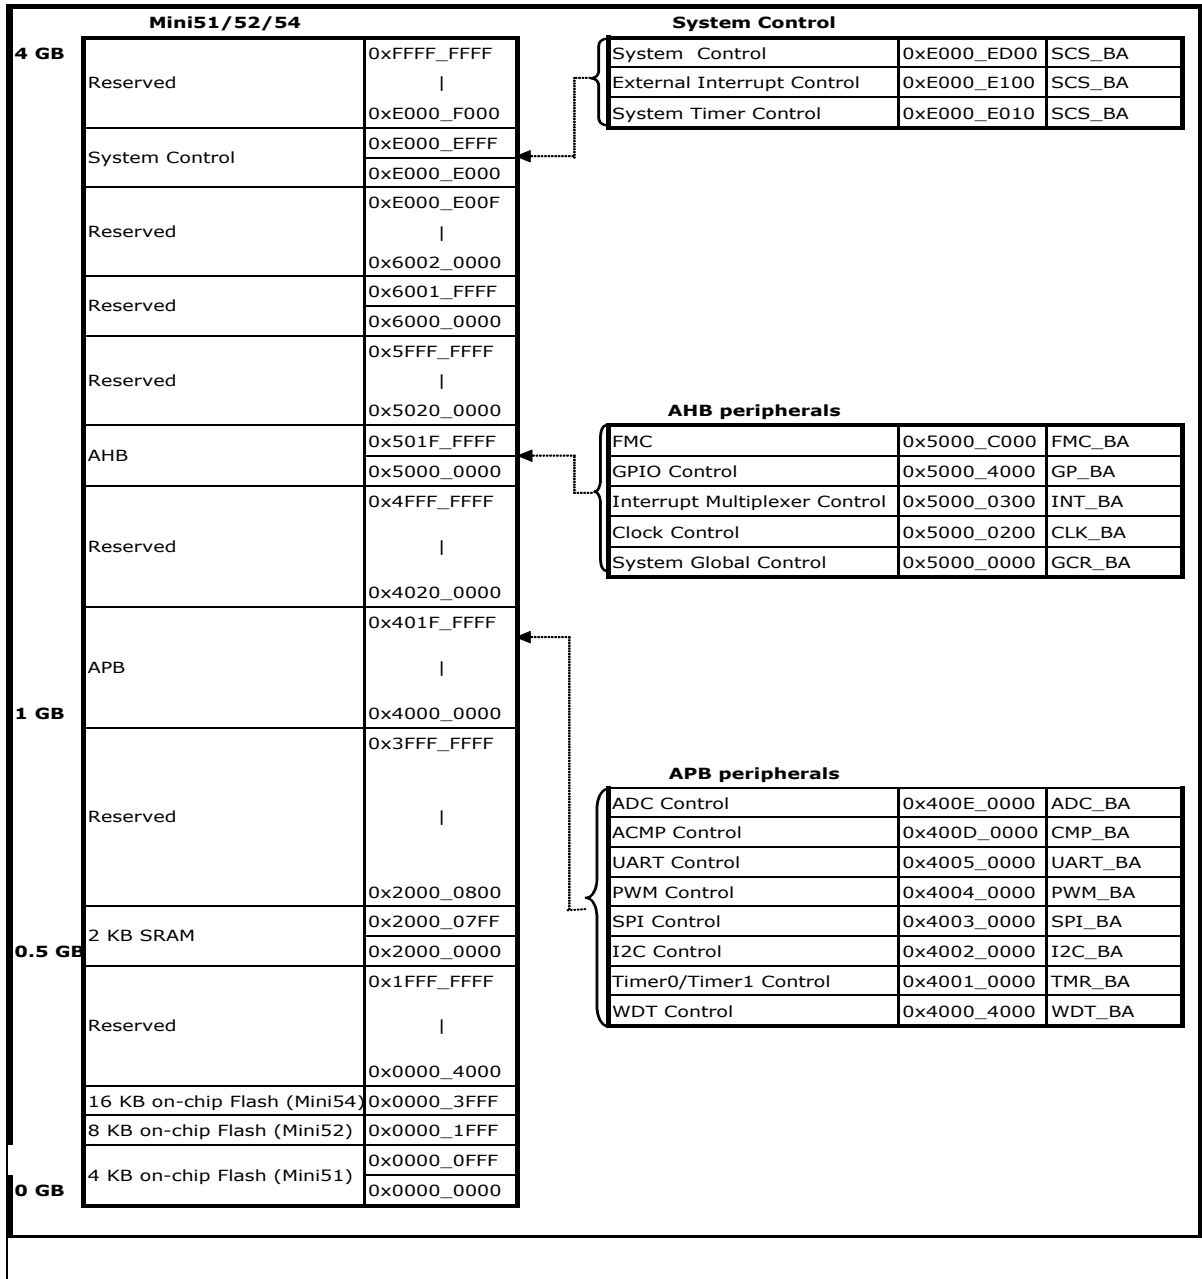 Mini51/52/54
4 GB
Reserved
0xFFFF_FFFF
|
0xE000_F000
System Control
0xE000_EFFF
0xE000_E000
Reserved
0xE000_E00F
|
0x6002_0000
Reserved
0x6001_FFFF
0x6000_0000
Reserved
0x5FFF_FFFF
|
0x5020_0000
AHB
0x501F_FFFF
0x5000_0000
Reserved
0x4FFF_FFFF
|
0x4020_0000
APB
0x401F_FFFF
|
1 GB
0x4000_0000
Reserved
0x3FFF_FFFF
|
0x2000_0800
2 KB SRAM
0x2000_07FF
0.5 GB
0x2000_0000
Reserved
0x1FFF_FFFF
|
0x0000_4000
16 KB on-chip Flash (Mini54) 0x0000_3FFF
8 KB on-chip Flash (Mini52) 0x0000_1FFF
4 KB on-chip Flash (Mini51)
0x0000_0FFF
0 GB
0x0000_0000
System Control
System Control 0xE000_ED00 SCS_BA
External Interrupt Control 0xE000_E100 SCS_BA
System Timer Control 0xE000_E010 SCS_BA
AHB peripherals
FMC 0x5000_C000 FMC_BA
GPIO Control 0x5000_4000 GP_BA
Interrupt Multiplexer Control 0x5000_0300 INT_BA
Clock Control 0x5000_0200 CLK_BA
System Global Control 0x5000_0000 GCR_BA
APB peripherals
ADC Control 0x400E_0000 ADC_BA
ACMP Control 0x400D_0000 CMP_BA
UART Control 0x4005_0000 UART_BA
PWM Control 0x4004_0000 PWM_BA
SPI Control 0x4003_0000 SPI_BA
I2C Control 0x4002_0000 I2C_BA
Timer0/Timer1 Control 0x4001_0000 TMR_BA
WDT Control 0x4000_4000 WDT_BA